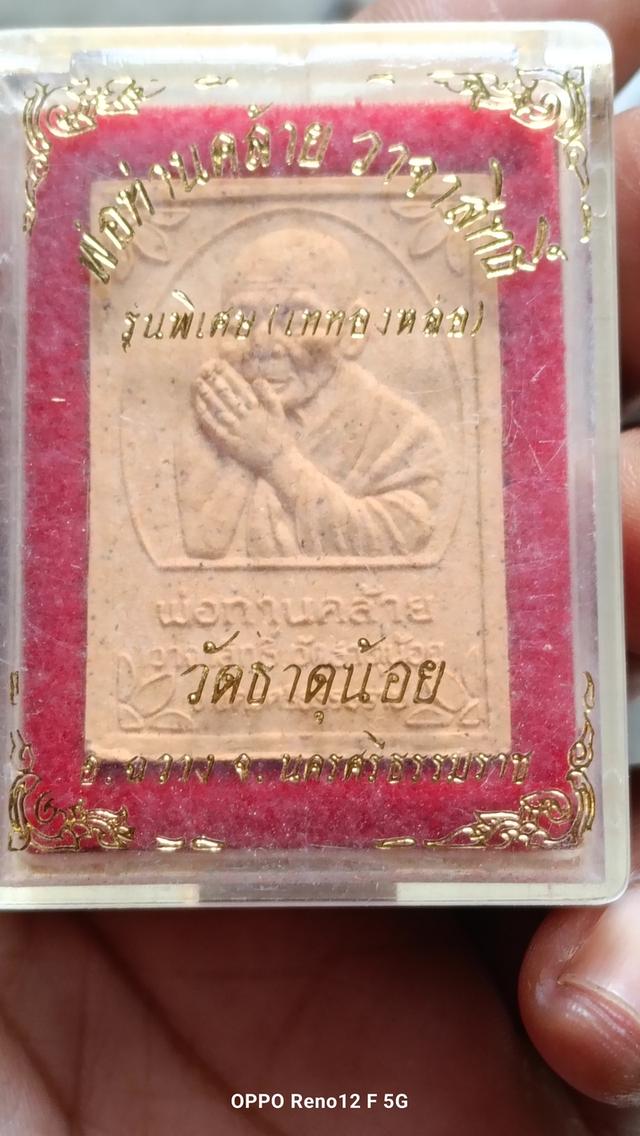 พ่อท่านคล้าย วาจาสิทธิ์
รุ่นพิเศษ (เททองหล่อ)
พ่อท่านคล้าย
วัดธาตุน้อย
อ. ฉวาง จ. นครศรีธรรมราช
OPPO Reno12 F 5G